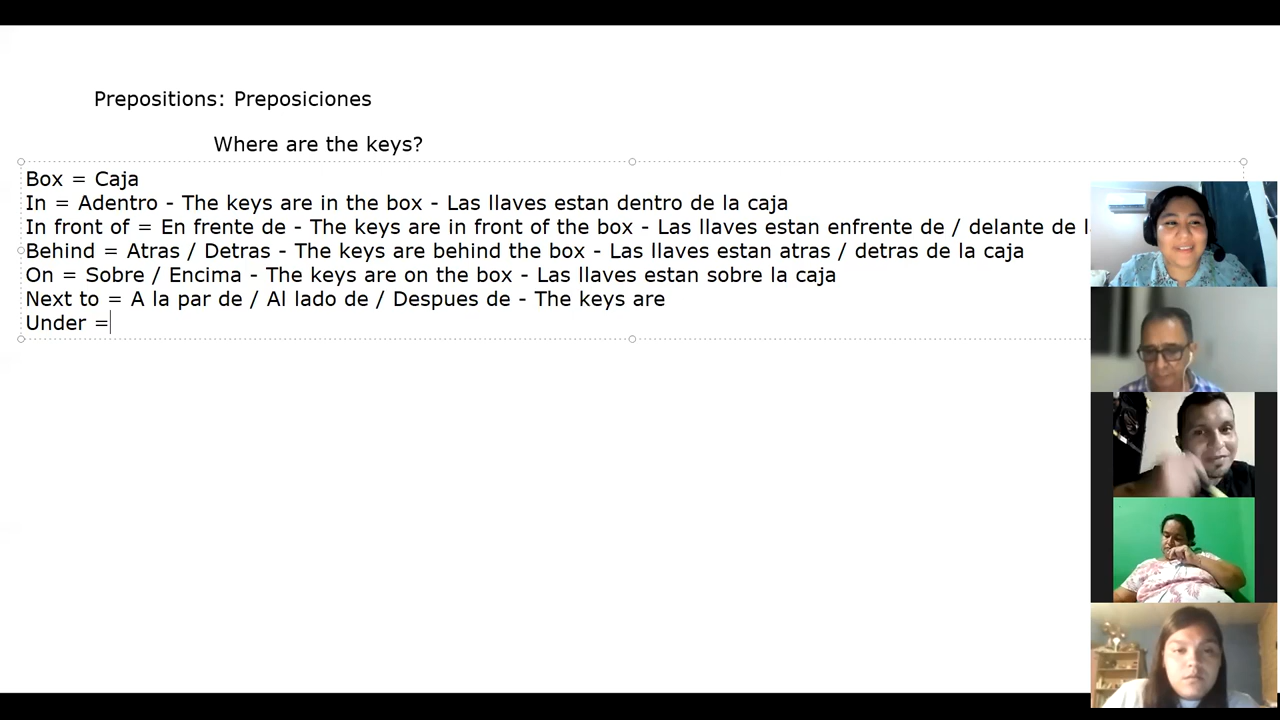 Prepositions: Preposiciones
Where are the keys?
Box = Caja
In = Adentro - The keys are in the box - Las llaves estan dentro de la caja
In front of = En frente de - The keys are in front of the box - Las llaves estan enfrente de / delante de
Behind = Atras / Detras - The keys are behind the box - Las llaves estan atras / detras de la caja
On = Sobre / Encima - The keys are on the box - Las llaves estan sobre la caja
Next to = A la par de / Al lado de / Despues de - The keys are
Under =